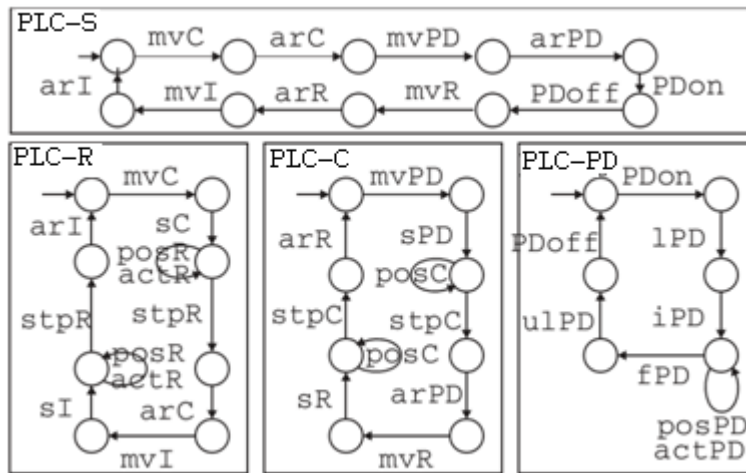 PLC-S
mvC arC mvPD arPD
arI mvI arR mvR PDoff PDon
PLC-R
mvC
arI
sC
posR
actR
stpR
stpR
posR
actR
sI
arC
mvI
PLC-C
mvPD
arR
sPD
posC
stpC
stpC
posC
sR
arPD
mvR
PLC-PD
PDon
PDoff
lPD
iPD
ulPD
fPD
posPD
actPD